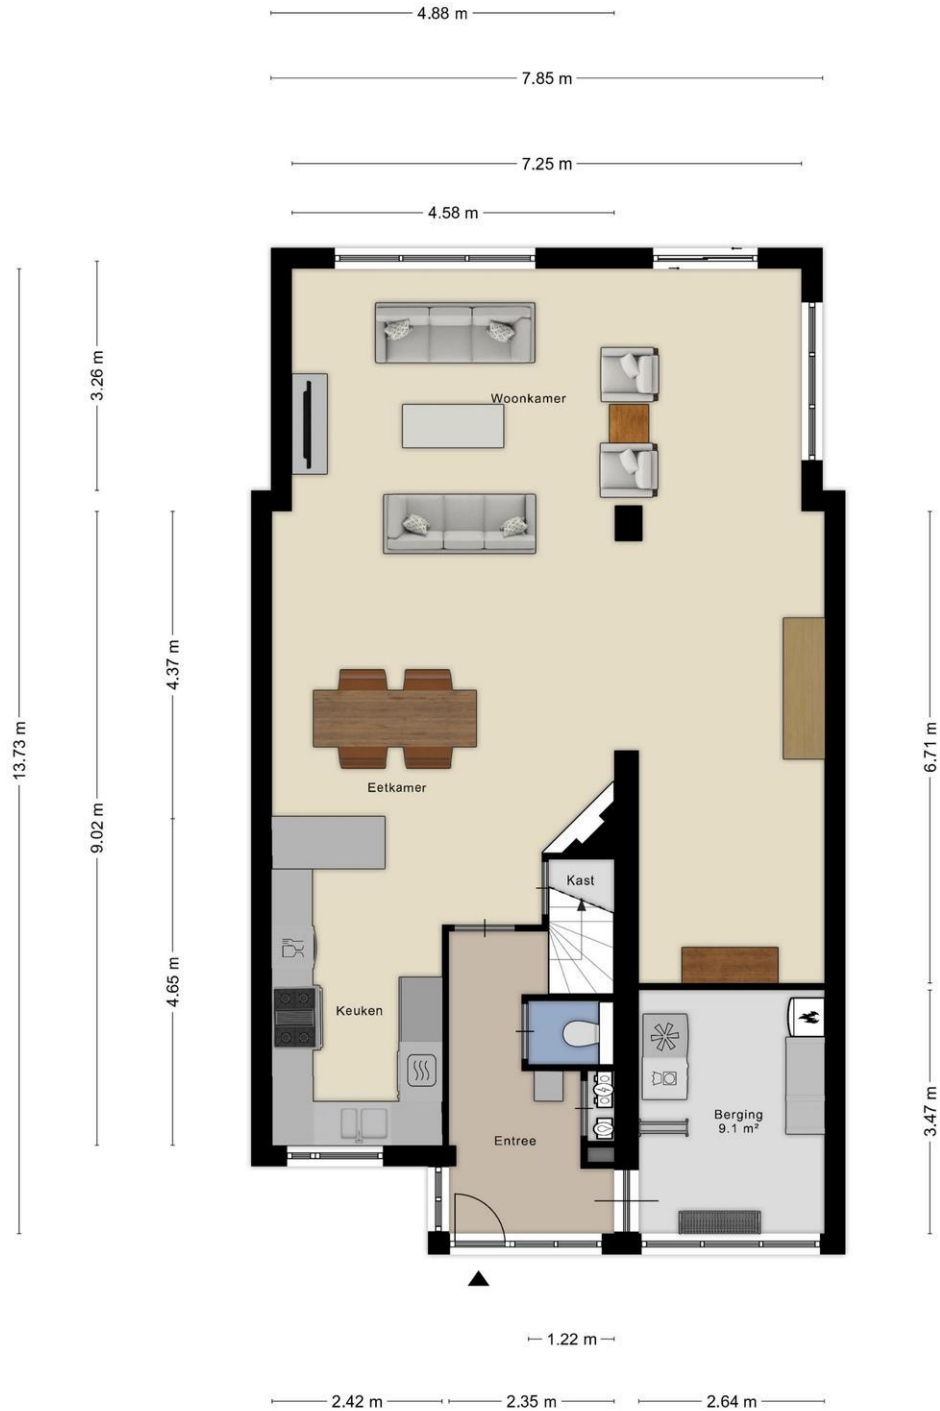 4.88 m
7.85 m
7.25 m
4.58 m
3.26 m
Woonkamer
4.37 m
13.73 m
9.02 m
6.71 m
Eetkamer
Kast
4.65 m
Keuken
Berging
9.1 m²
3.47 m
Entree
1.22 m
2.42 m
2.35 m
2.64 m